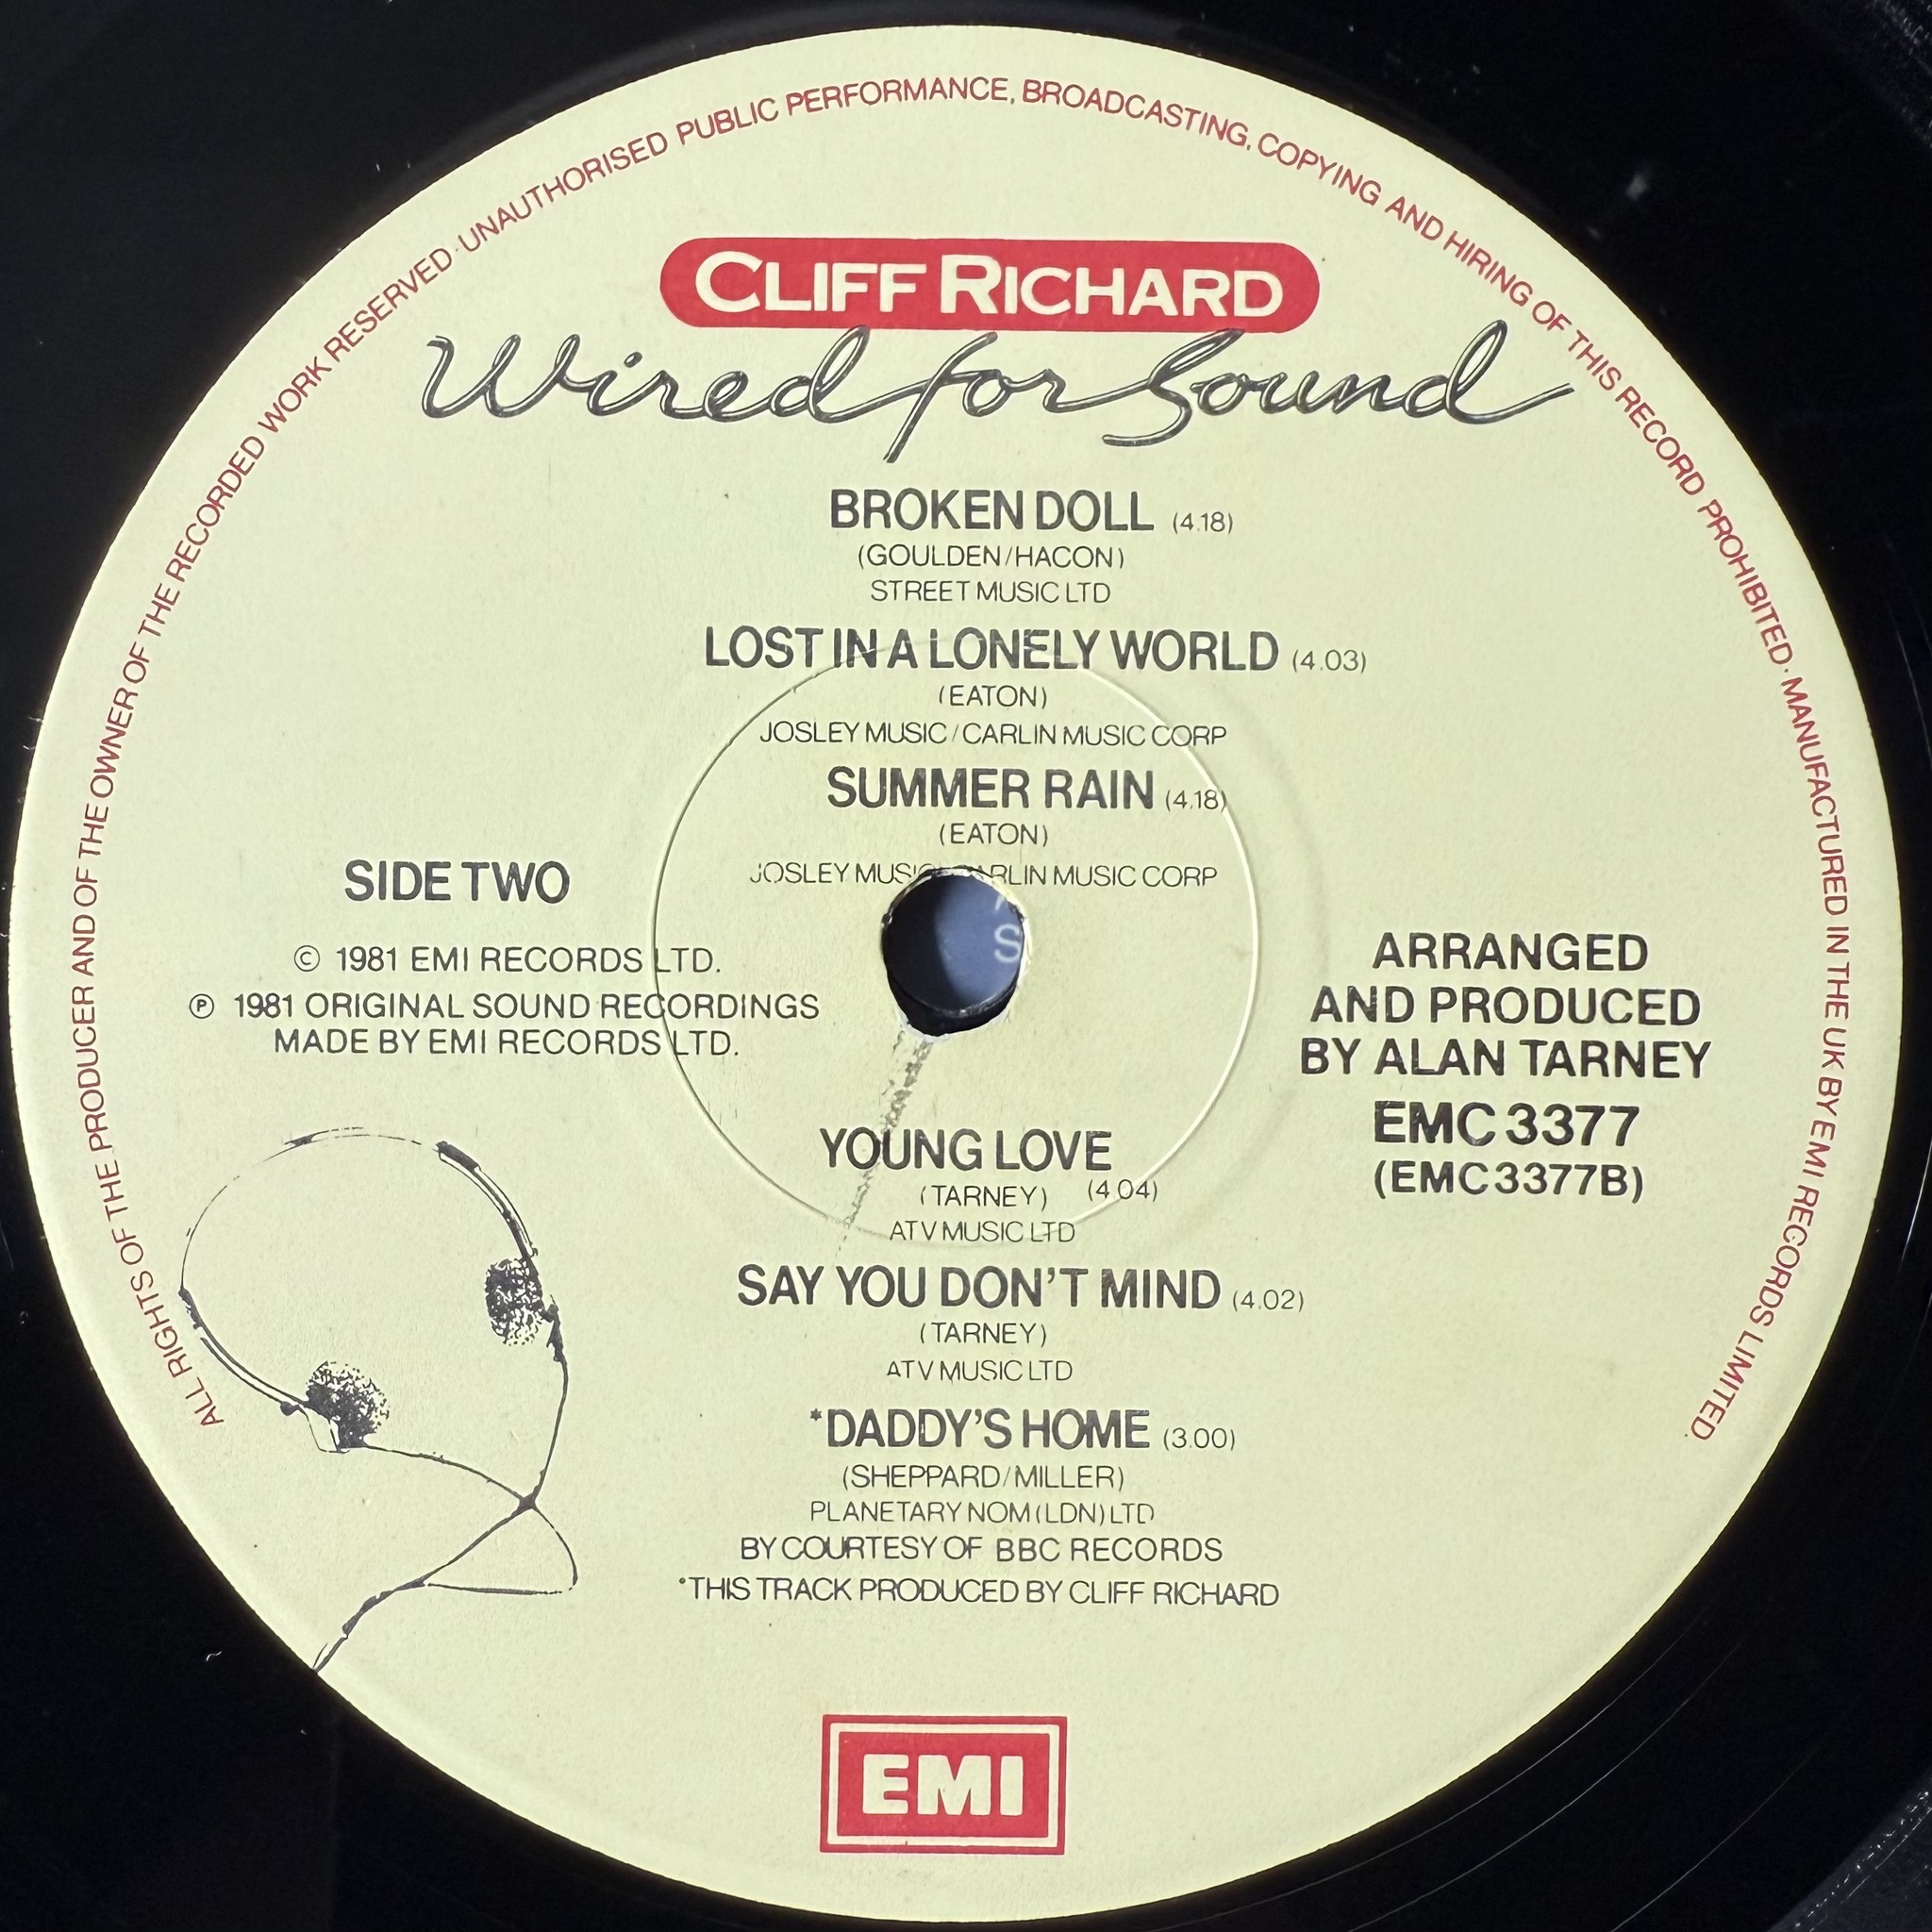 ALL RIGHTS OF THE PRODUCER AND OF THE OWNER OF THE RECORDED WORK RESERVED · UNAUTHORISED PUBLIC PERFORMANCE, BROADCASTING, COPYING AND HIRING OF THIS RECORD PROHIBITED · MANUFACTURED IN THE UK BY EMI RECORDS LIMITED.
CLIFF RICHARD
Wired for Sound
BROKEN DOLL (4.18)
(GOULDEN/HACON)
STREET MUSIC LTD
LOST IN A LONELY WORLD (4.03)
(EATON)
JOSLEY MUSIC/CARLIN MUSIC CORP
SUMMER RAIN (4.18)
(EATON)
JOSLEY MUSIC CARLIN MUSIC CORP
SIDE TWO
© 1981 EMI RECORDS LTD.
℗ 1981 ORIGINAL SOUND RECORDINGS
MADE BY EMI RECORDS LTD.
S
ARRANGED
AND PRODUCED
BY ALAN TARNEY
EMC 3377
(EMC3377B)
YOUNG LOVE
(TARNEY) (4.04)
ATV MUSIC LTD
SAY YOU DON'T MIND (4.02)
(TARNEY)
ATV MUSIC LTD
*DADDY'S HOME (3.00)
(SHEPPARD/MILLER)
PLANETARY NOM (LDN) LTD
BY COURTESY OF BBC RECORDS
*THIS TRACK PRODUCED BY CLIFF RICHARD
EMI